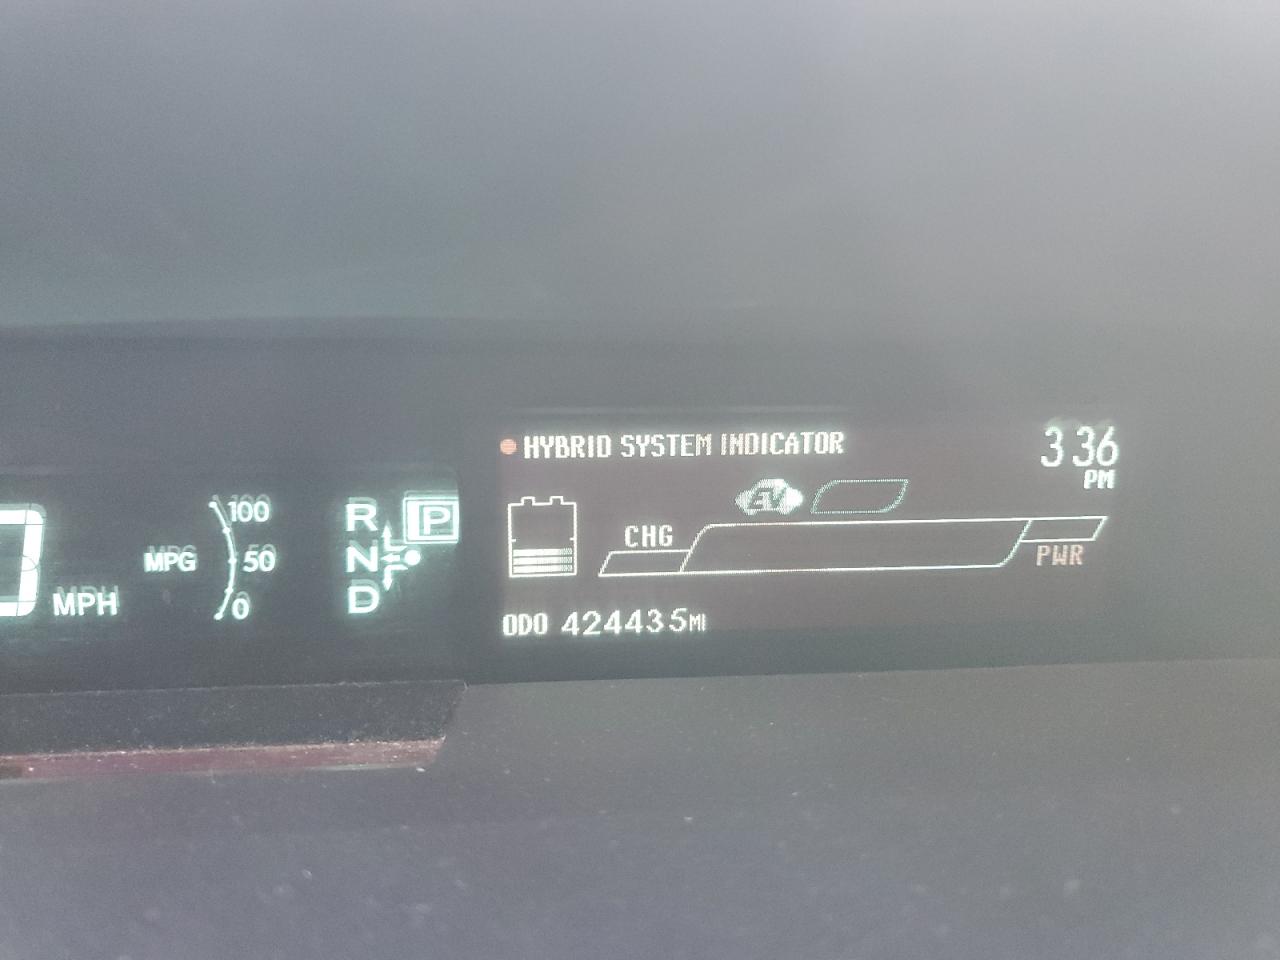 HYBRID SYSTEM INDICATOR
3 36
PM
EV
100
MPG
50
0
MPH
R
P
N
D
CHG
PWR
ODO 424435MI